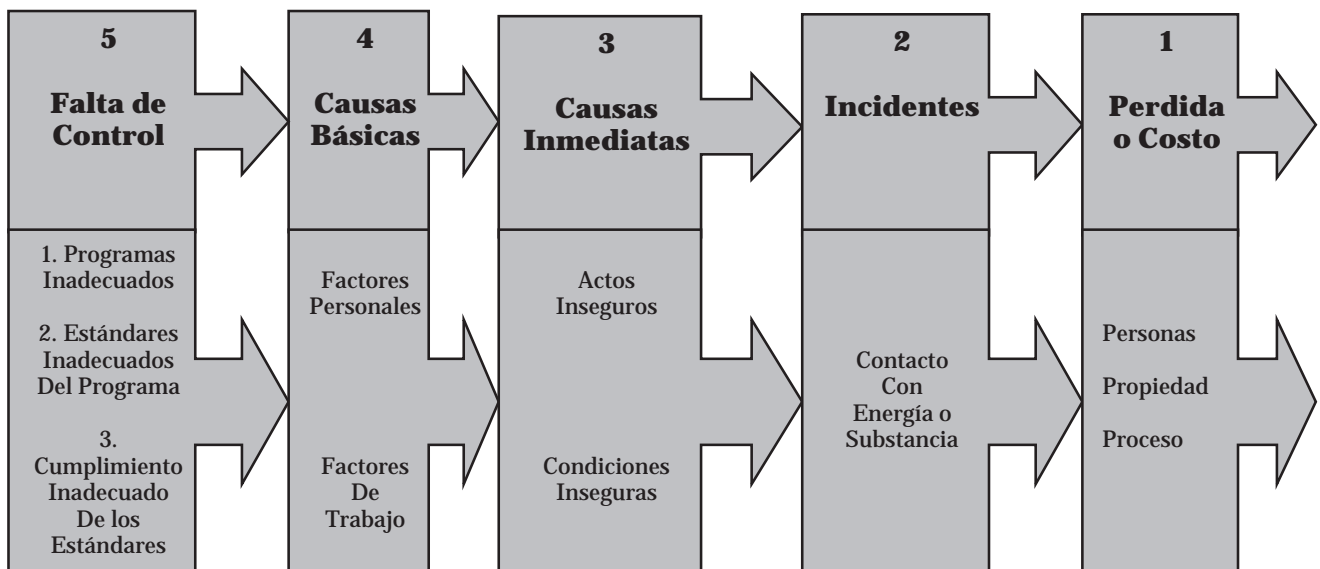 5
Falta de
Control
4
Causas
Básicas
3
Causas
Inmediatas
2
Incidentes
1
Perdida
o Costo
1. Programas
Inadecuados
2. Estándares
Inadecuados
Del Programa
3.
Cumplimiento
Inadecuado
De los
Estándares
Factores
Personales
Factores
De
Trabajo
Actos
Inseguros
Condiciones
Inseguras
Contacto
Con
Energía o
Substancia
Personas
Propiedad
Proceso